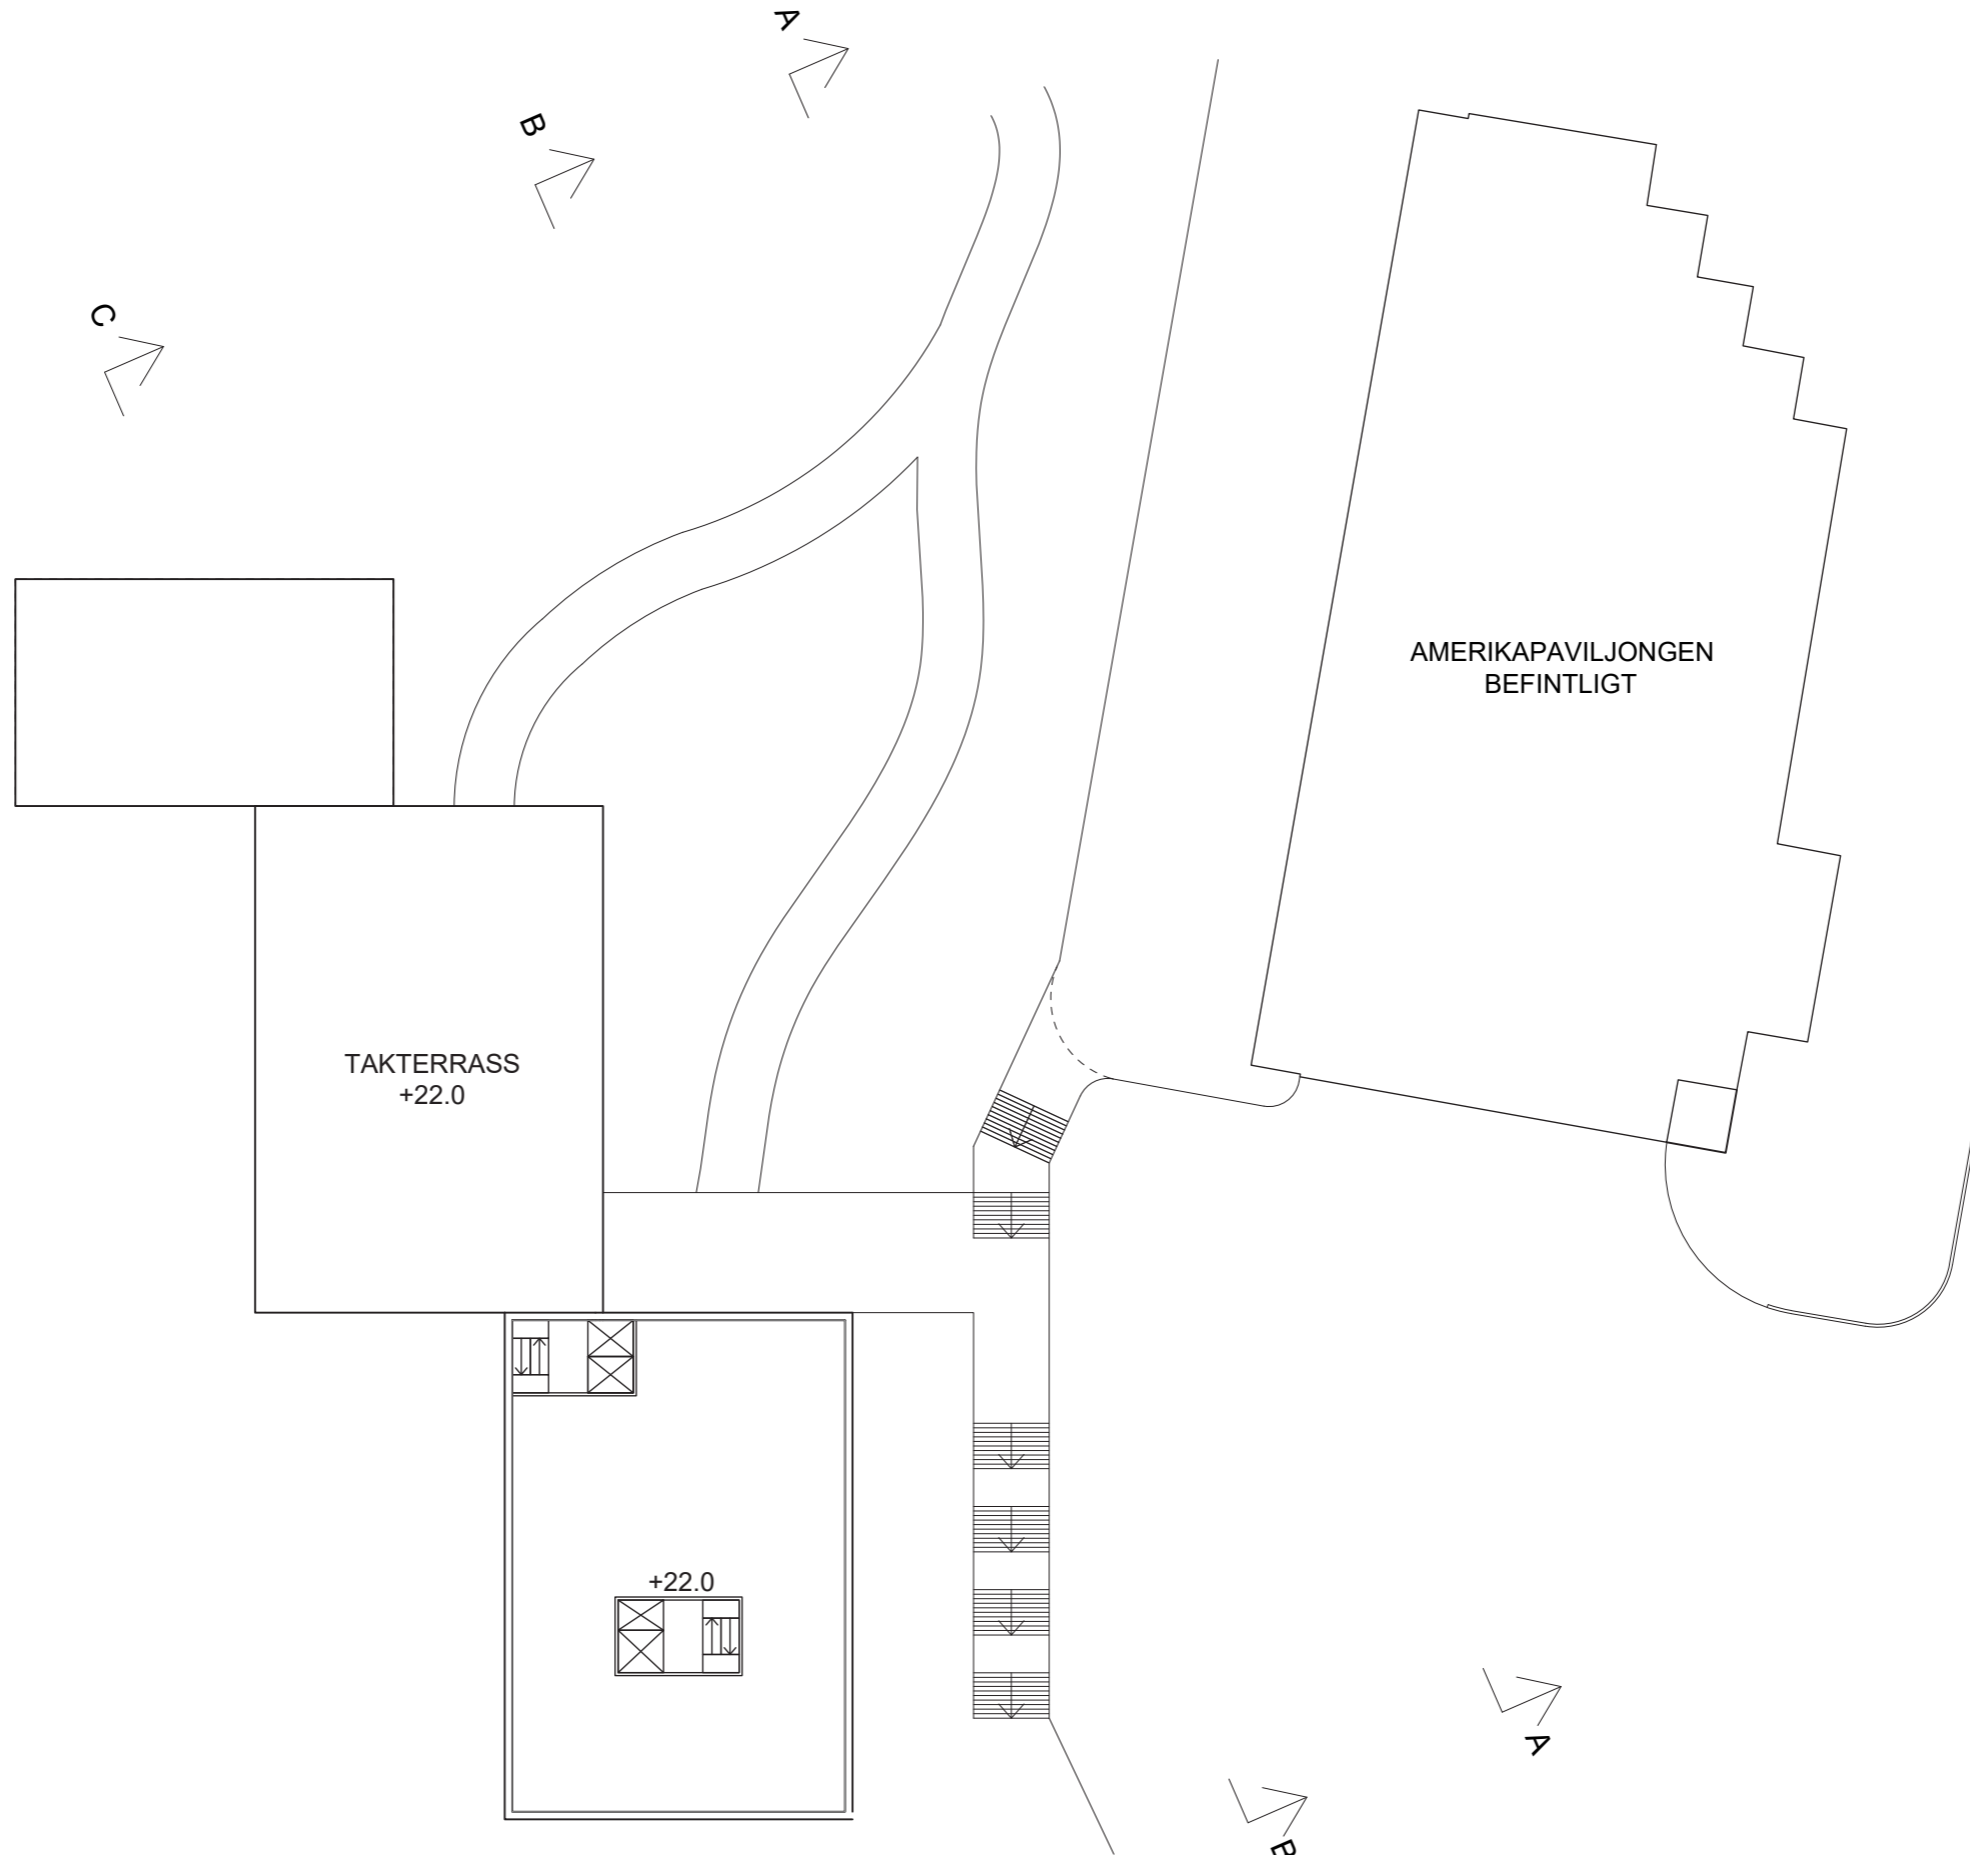 A
B
C
AMERIKAPAVILJONGEN
BEFINTLIGT
TAKTERRASS
+22.0
+22.0
A
B